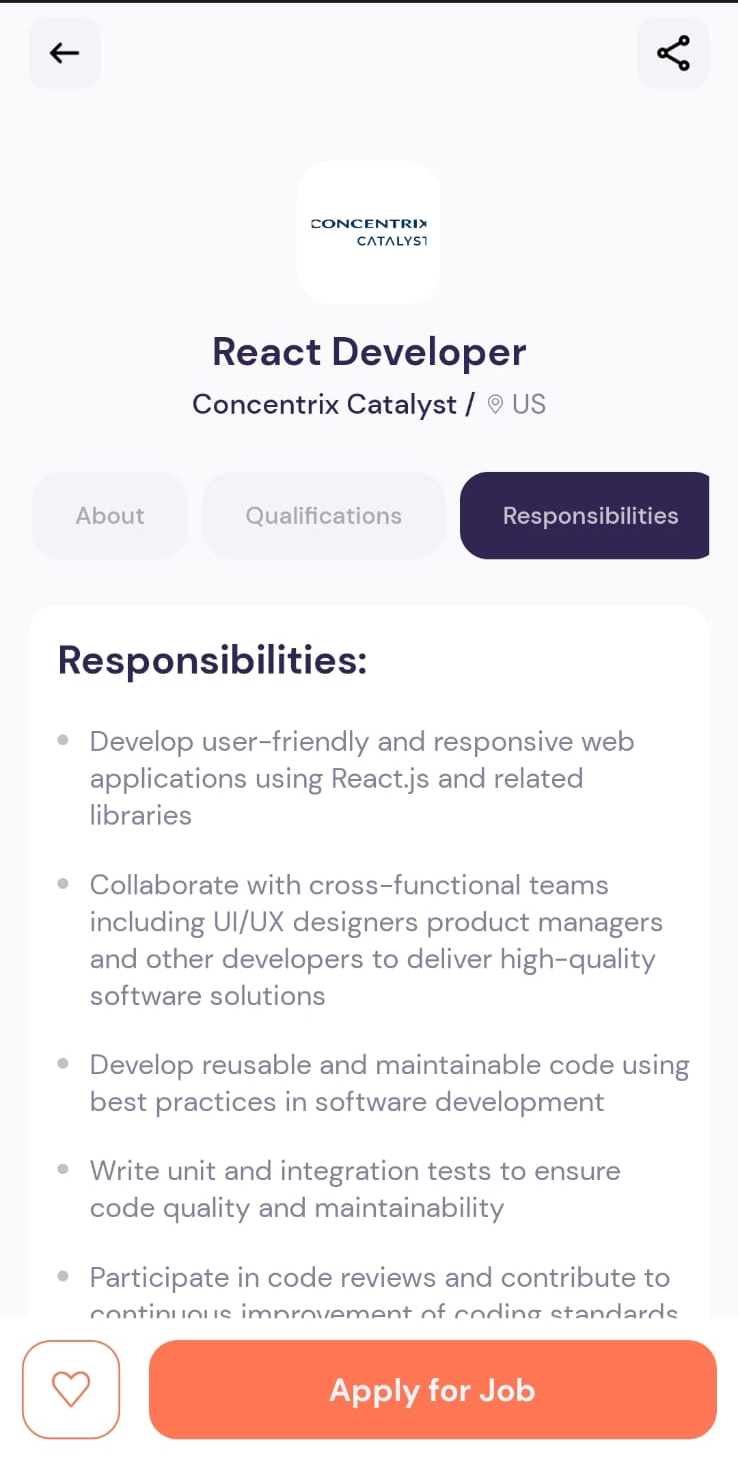 CONCENTRIX
CATALYST
React Developer
Concentrix Catalyst / US
About
Qualifications
Responsibilities
Responsibilities:
Develop user-friendly and responsive web
applications using React.js and related
libraries
Collaborate with cross-functional teams
including UI/UX designers product managers
and other developers to deliver high-quality
software solutions
Develop reusable and maintainable code using
best practices in software development
Write unit and integration tests to ensure
code quality and maintainability
Participate in code reviews and contribute to
continuous improvement of coding standards
Apply for Job